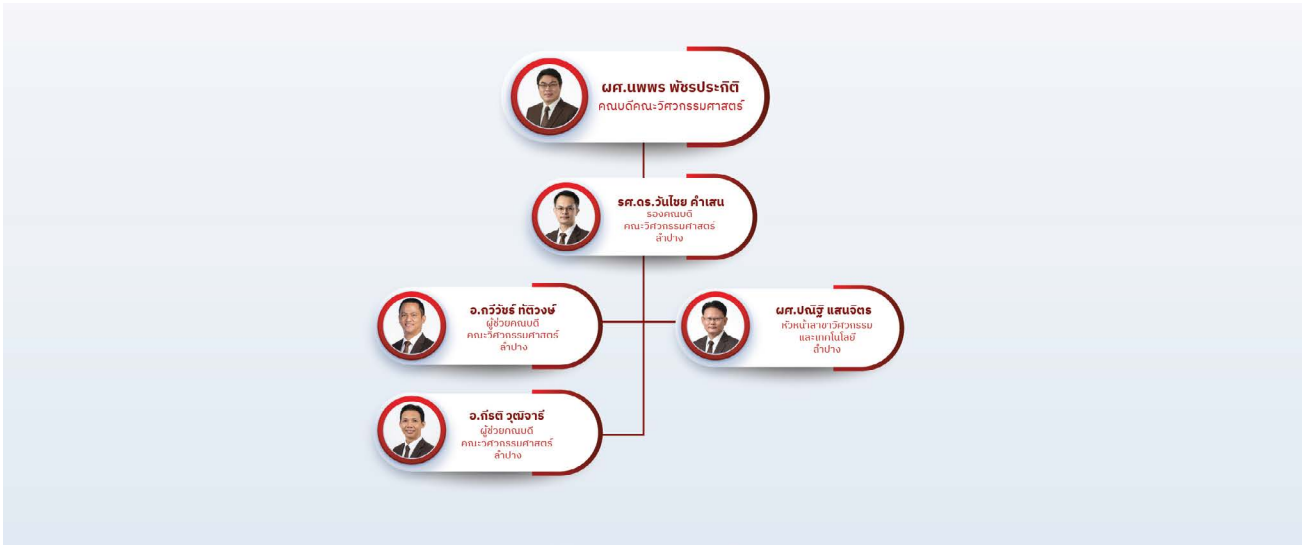 ผศ.นพพร พัชรประกิติ
คณบดีคณะวิศวกรรมศาสตร์
รศ.ดร.วันไชย คำเสน
รองคณบดี
คณะวิศวกรรมศาสตร์
ลำปาง
อ.กวีวัชร์ ทัติวงษ์
ผู้ช่วยคณบดี
คณะวิศวกรรมศาสตร์
ลำปาง
ผศ.ปณิฐิ แสนจิตร
หัวหน้าสาขาวิศวกรรม
และเทคโนโลยี
ลำปาง
อ.กีรติ วุฒิจารี
ผู้ช่วยคณบดี
คณะวิศวกรรมศาสตร์
ลำปาง